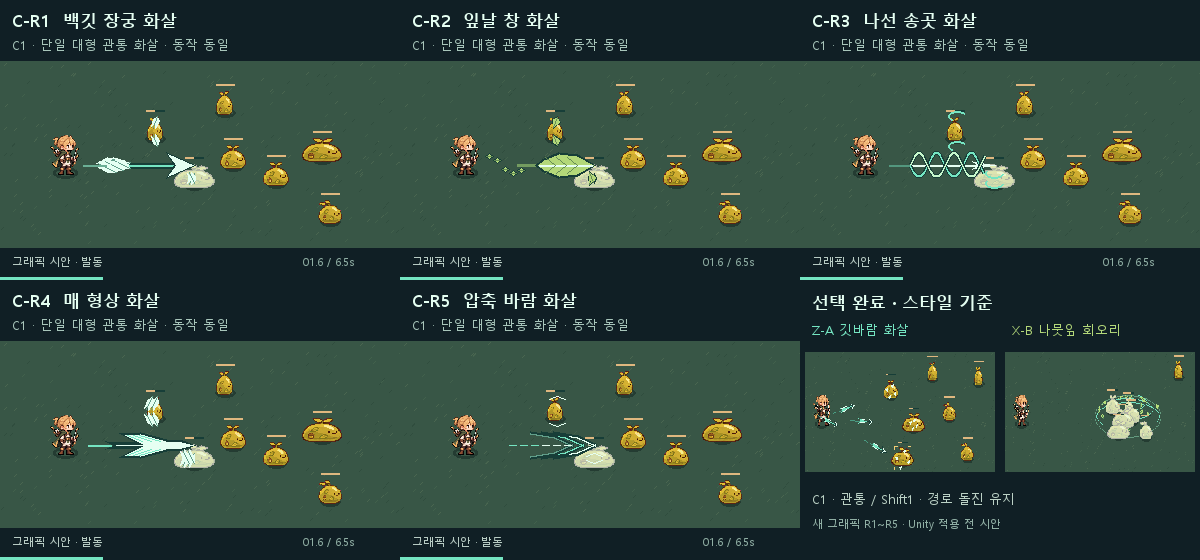 C-R1 백깃 장궁 화살
C1 · 단일 대형 관통 화살 · 동작 동일
그래픽 시안 · 발동
01.6 / 6.5s
C-R2 잎날 창 화살
C1 · 단일 대형 관통 화살 · 동작 동일
그래픽 시안 · 발동
01.6 / 6.5s
C-R3 나선 송곳 화살
C1 · 단일 대형 관통 화살 · 동작 동일
그래픽 시안 · 발동
01.6 / 6.5s
C-R4 매 형상 화살
C1 · 단일 대형 관통 화살 · 동작 동일
그래픽 시안 · 발동
01.6 / 6.5s
C-R5 압축 바람 화살
C1 · 단일 대형 관통 화살 · 동작 동일
그래픽 시안 · 발동
01.6 / 6.5s
선택 완료 · 스타일 기준
Z-A 깃바람 화살
X-B 나뭇잎 회오리
C1 · 관통 / Shift1 · 경로 돌진 유지
새 그래픽 R1~R5 · Unity 적용 전 시안